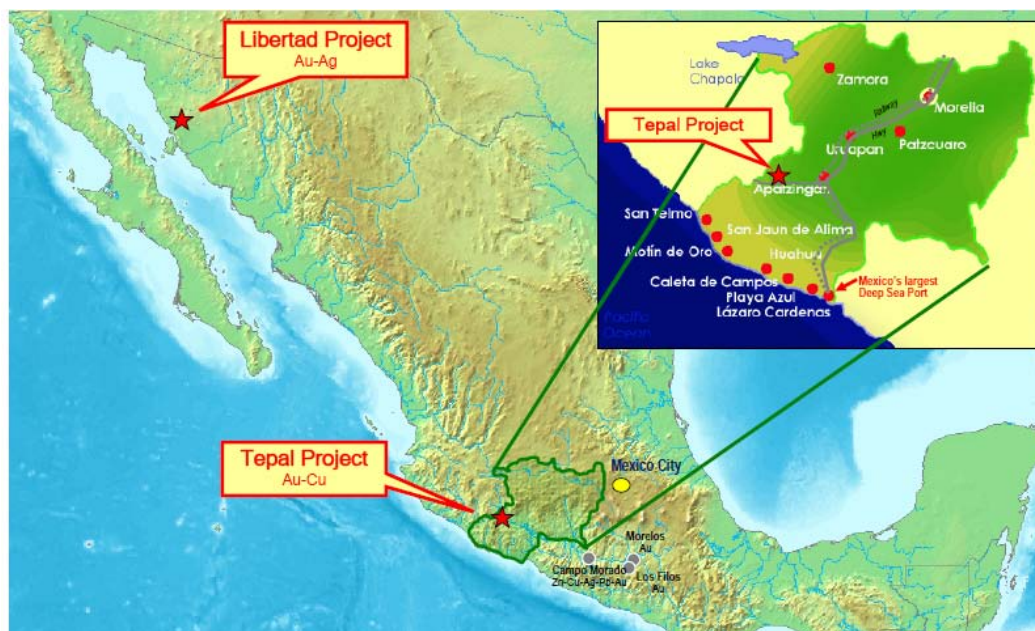 Libertad Project
Au-Ag
Lake
Chapala
Zamora
Railway
Morelia
Hwy
Uruapan
Patzcuaro
Tepal Project
Apatzingan
San Telmo
San Jaun de Alima
Motin de Oro
Huahua
Caleta de Campos
Mexico's largest
Deep Sea Port
Playa Azul
Lázaro Cardenas
Pacific
Ocean
Tepal Project
Au-Cu
Mexico City
Morelos
Au
Campo Morado
Zn-Cu-Ag-Pb-Au
Los Filos
Au